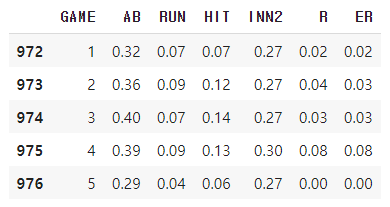 GAME AB RUN HIT INN2 R ER
972 1 0.32 0.07 0.07 0.27 0.02 0.02
973 2 0.36 0.09 0.12 0.27 0.04 0.03
974 3 0.40 0.07 0.14 0.27 0.03 0.03
975 4 0.39 0.09 0.13 0.30 0.08 0.08
976 5 0.29 0.04 0.06 0.27 0.00 0.00